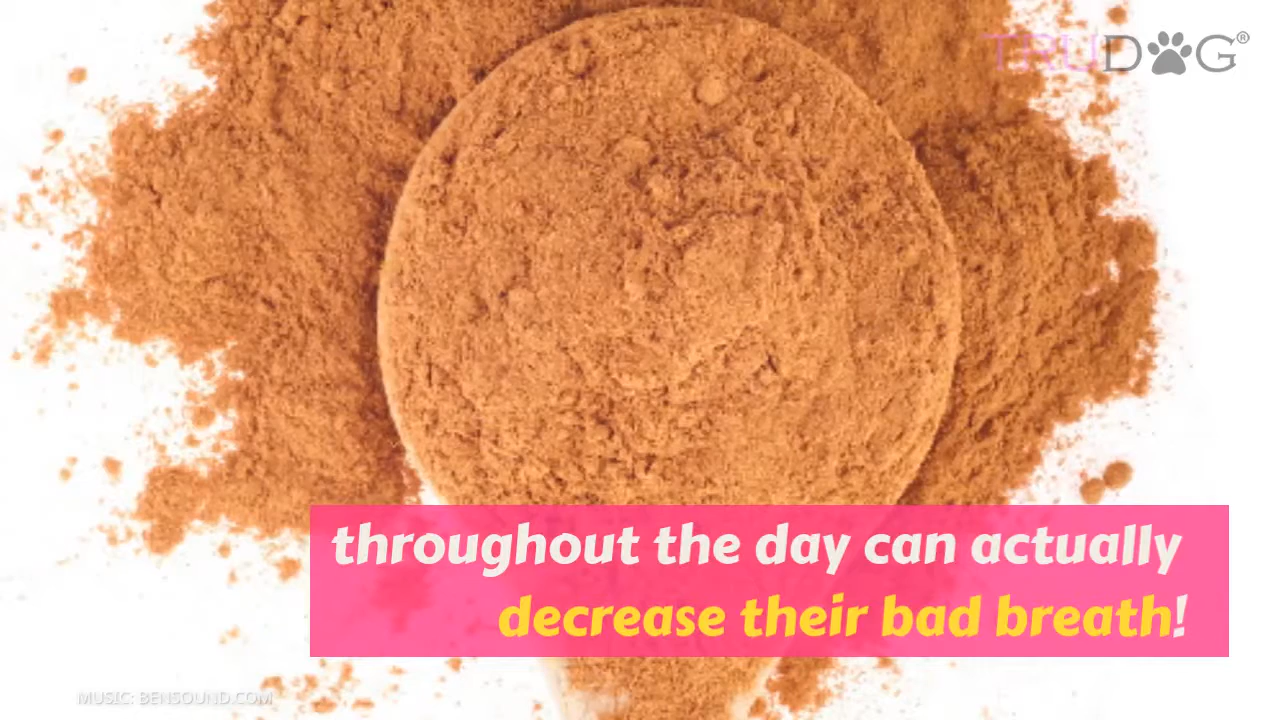 TRUDOG®
throughout the day can actually
decrease their bad breath!
MUSIC: BENSOUND.COM